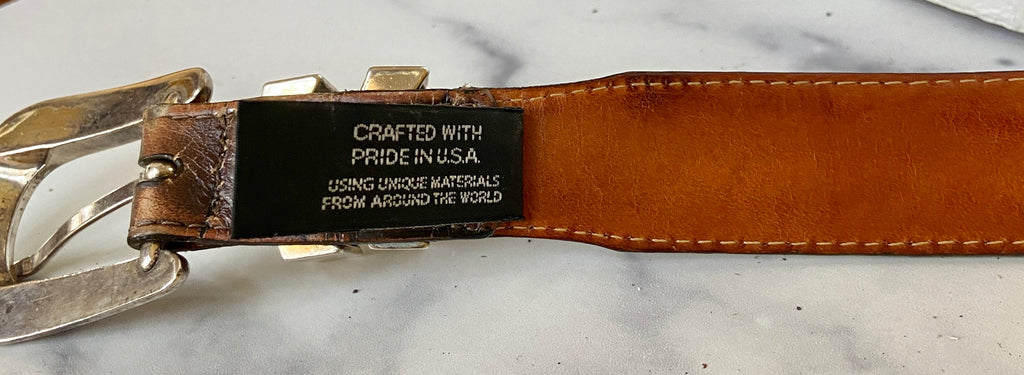 CRAFTED WITH
PRIDE IN U.S.A.
USING UNIQUE MATERIALS
FROM AROUND THE WORLD